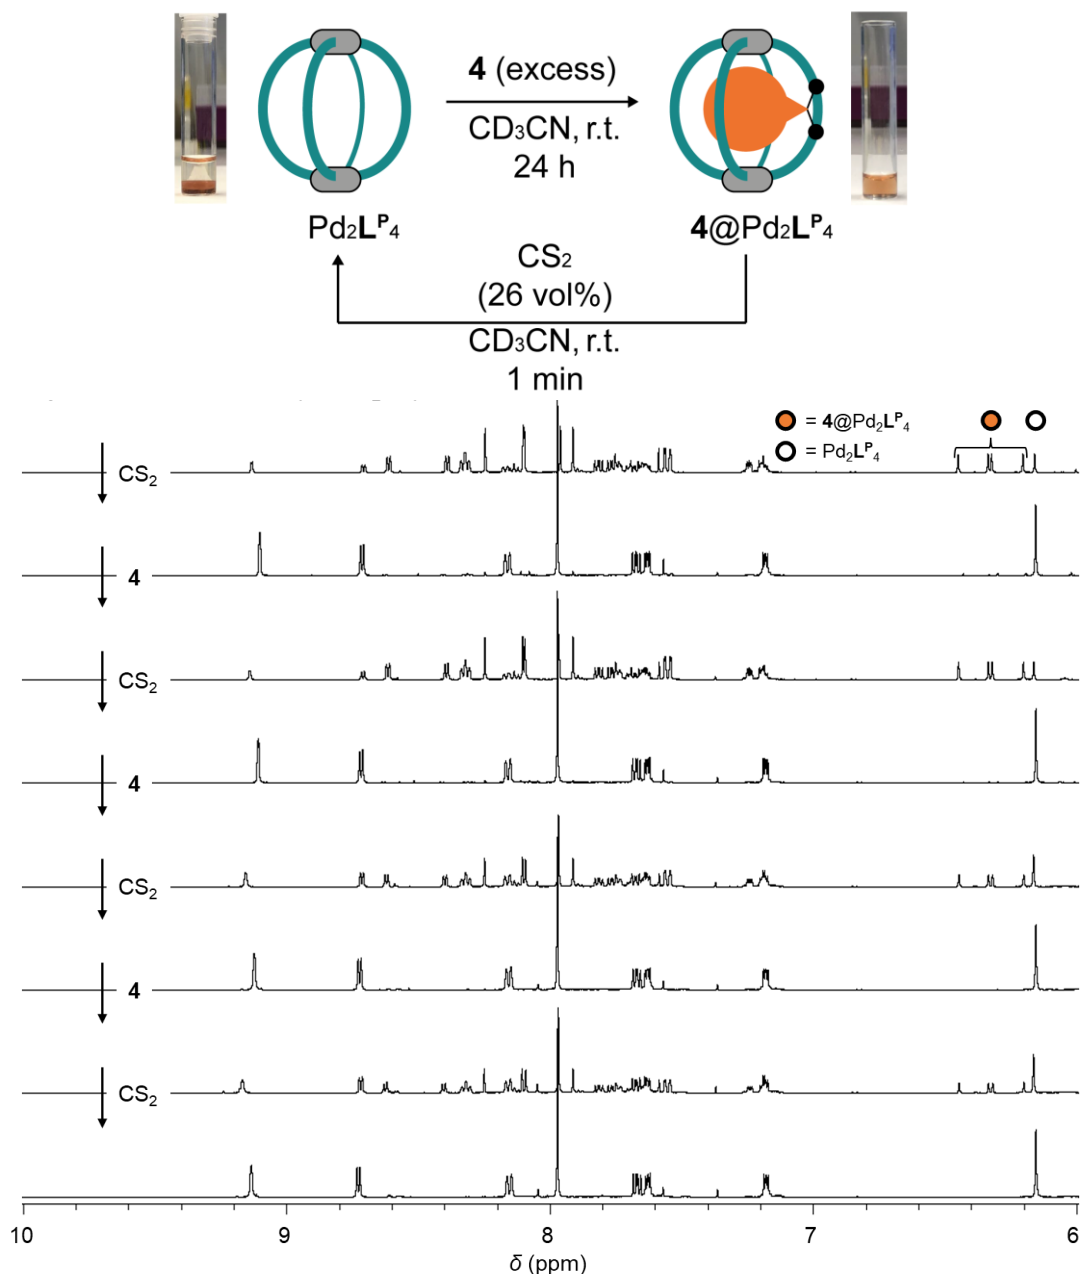 4 (excess)
CD₃CN, r.t.
24 h
Pd₂Lᴾ₄
4@Pd₂Lᴾ₄
CS₂
(26 vol%)
CD₃CN, r.t.
1 min
= 4@Pd₂Lᴾ₄
= Pd₂Lᴾ₄
CS₂
4
CS₂
4
CS₂
4
CS₂
10 9 8 7 6
δ (ppm)